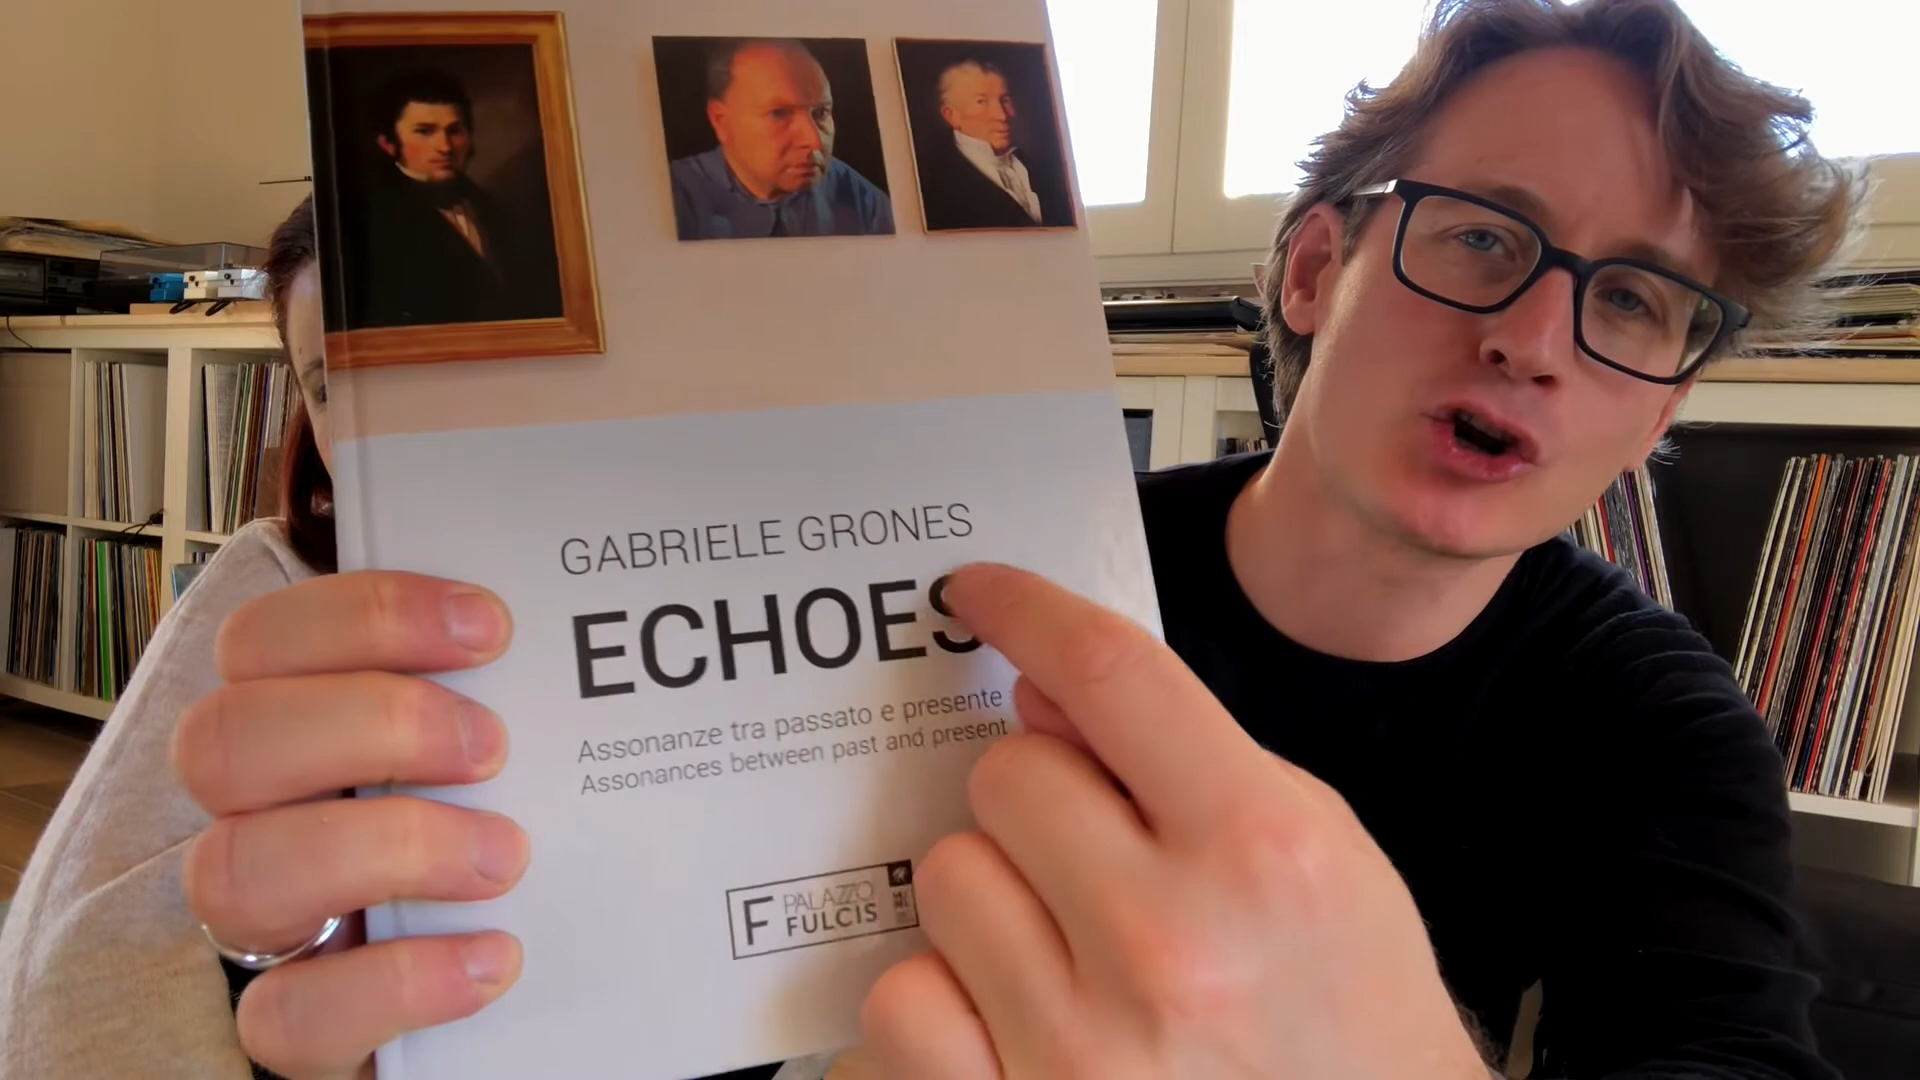 GABRIELE GRONES
ECHOES
Assonanze tra passato e presente
Assonances between past and present
F PALAZZO
FULCIS